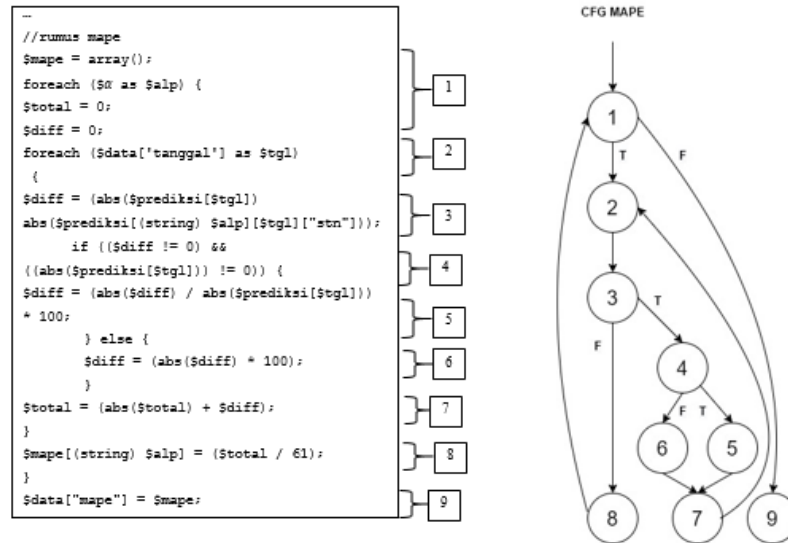 …
//rumus mape
$mape = array();
foreach ($α as $alp) {
$total = 0;
$diff = 0;
foreach ($data['tanggal'] as $tgl)
{
$diff = (abs($prediksi[$tgl])
abs($prediksi[(string) $alp][$tgl]["stn"]));
if (($diff != 0) &&
((abs($prediksi[$tgl])) != 0)) {
$diff = (abs($diff) / abs($prediksi[$tgl]))
* 100;
} else {
$diff = (abs($diff) * 100);
}
$total = (abs($total) + $diff);
}
$mape[(string) $alp] = ($total / 61);
}
$data["mape"] = $mape;
1
2
3
4
5
6
7
8
9
CFG MAPE
1
T
F
2
3
T
F
4
F T
6
5
8
7
9